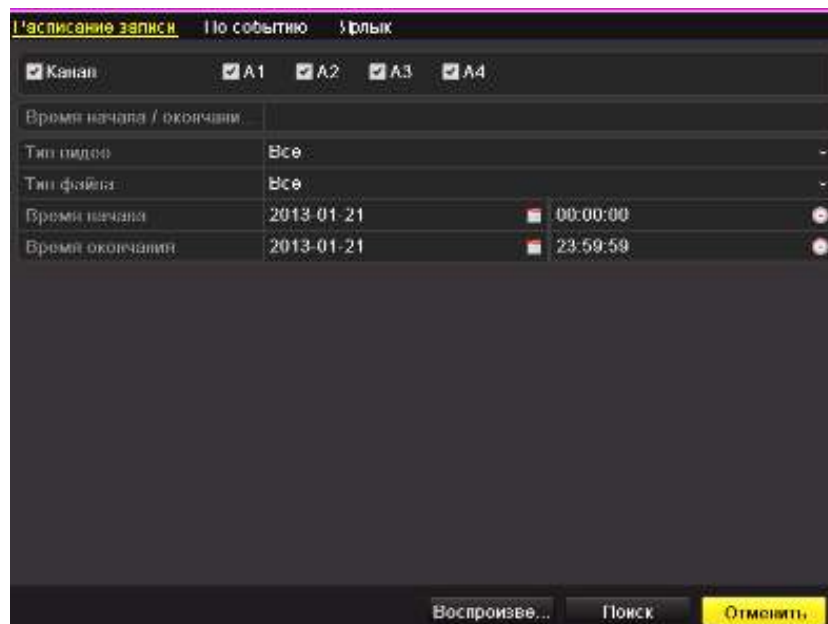 Расписание записи По событию Ярлык
Канал A1 A2 A3 A4
Время начала / окончани...
Тип видео Все
Тип файла Все
Время начала 2013-01-21 00:00:00
Время окончания 2013-01-21 23:59:59
Воспроизве... Поиск Отменить